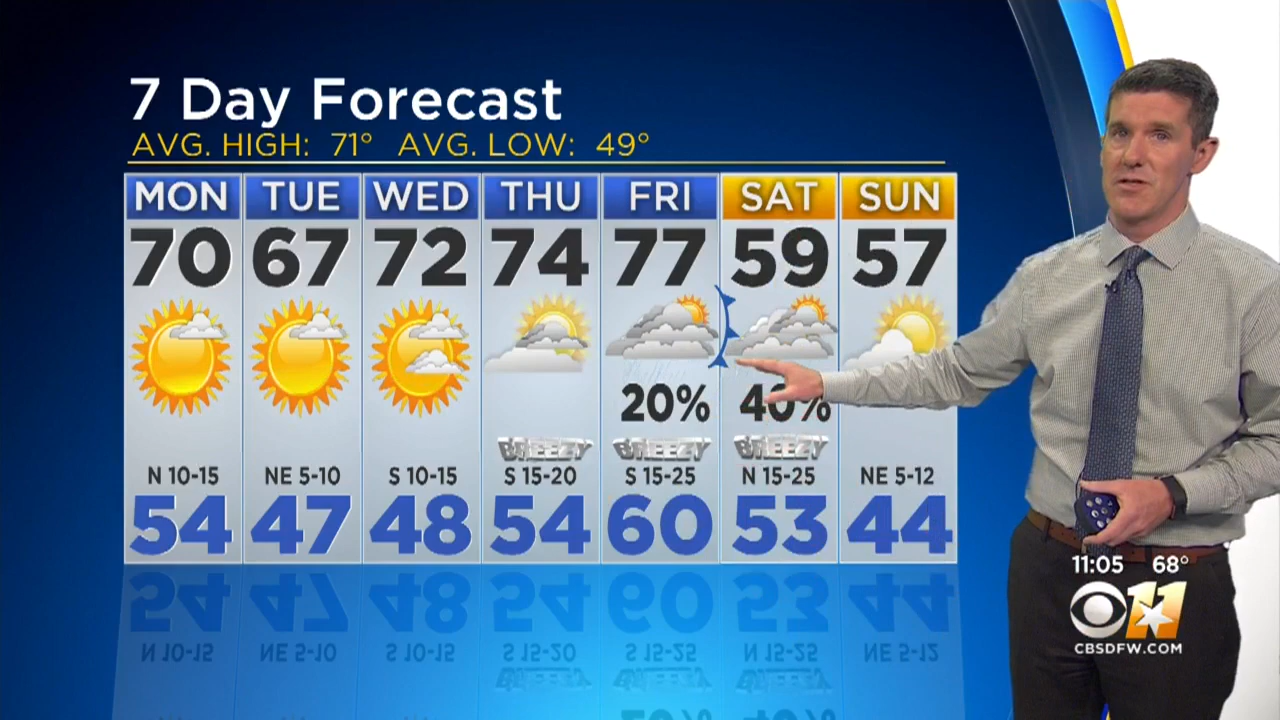 7 Day Forecast
AVG. HIGH: 71° AVG. LOW: 49°
MON TUE WED THU FRI SAT SUN
70 67 72 74 77 59 57
20% 40%
BREEZY BREEZY BREEZY
N 10-15 NE 5-10 S 10-15 S 15-20 S 15-25 N 15-25 NE 5-12
54 47 48 54 60 53 44
11:05 68°
11
CBSDFW.COM